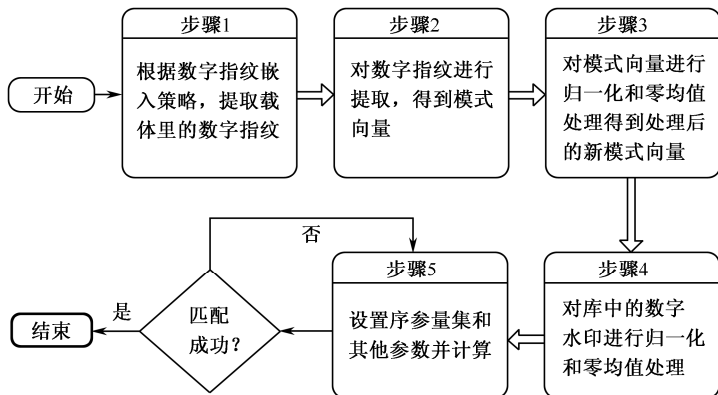 开始
步骤1
根据数字指纹嵌
入策略，提取载
体里的数字指纹
步骤2
对数字指纹进行
提取，得到模式
向量
步骤3
对模式向量进行
归一化和零均值
处理得到处理后
的新模式向量
步骤4
对库中的数字
水印进行归一化
和零均值处理
步骤5
设置序参量集和
其他参数并计算
匹配
成功？
否
是
结束